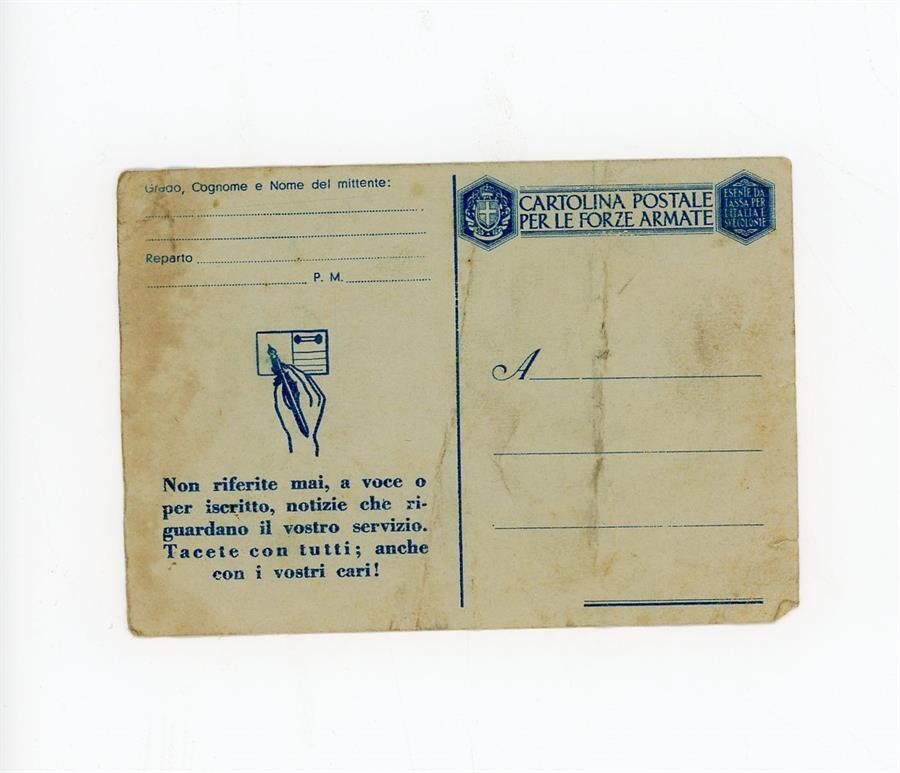 Grado, Cognome e Nome del mittente:
Reparto
P. M.
Non riferite mai, a voce o
per iscritto, notizie che ri-
guardano il vostro servizio.
Tacete con tutti; anche
con i vostri cari!
CARTOLINA POSTALE
PER LE FORZE ARMATE
ESENTE DA
TASSA PER
L'ITALIA E
SUE COLONIE
A